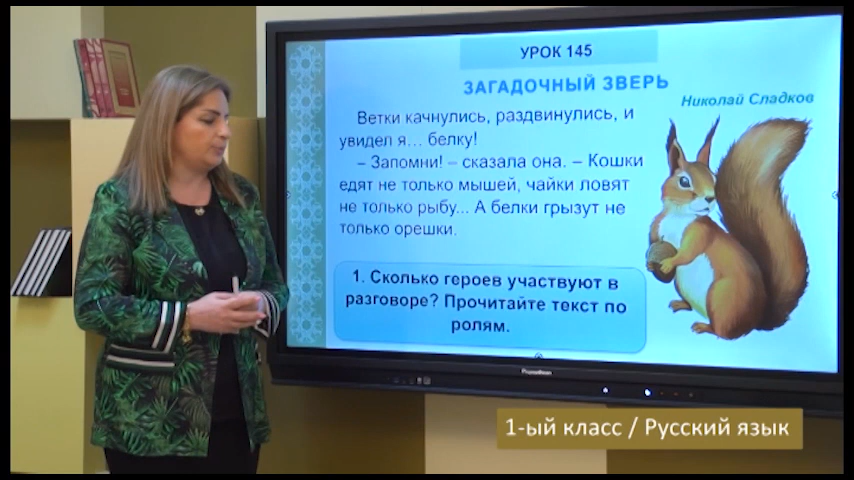 УРОК 145
ЗАГАДОЧНЫЙ ЗВЕРЬ
Николай Сладков
Ветки качнулись, раздвинулись, и
увидел я... белку!
– Запомни! – сказала она. – Кошки
едят не только мышей, чайки ловят
не только рыбу... А белки грызут не
только орешки.
1. Сколько героев участвуют в
разговоре? Прочитайте текст по
ролям.
Promethean
1-ый класс / Русский язык